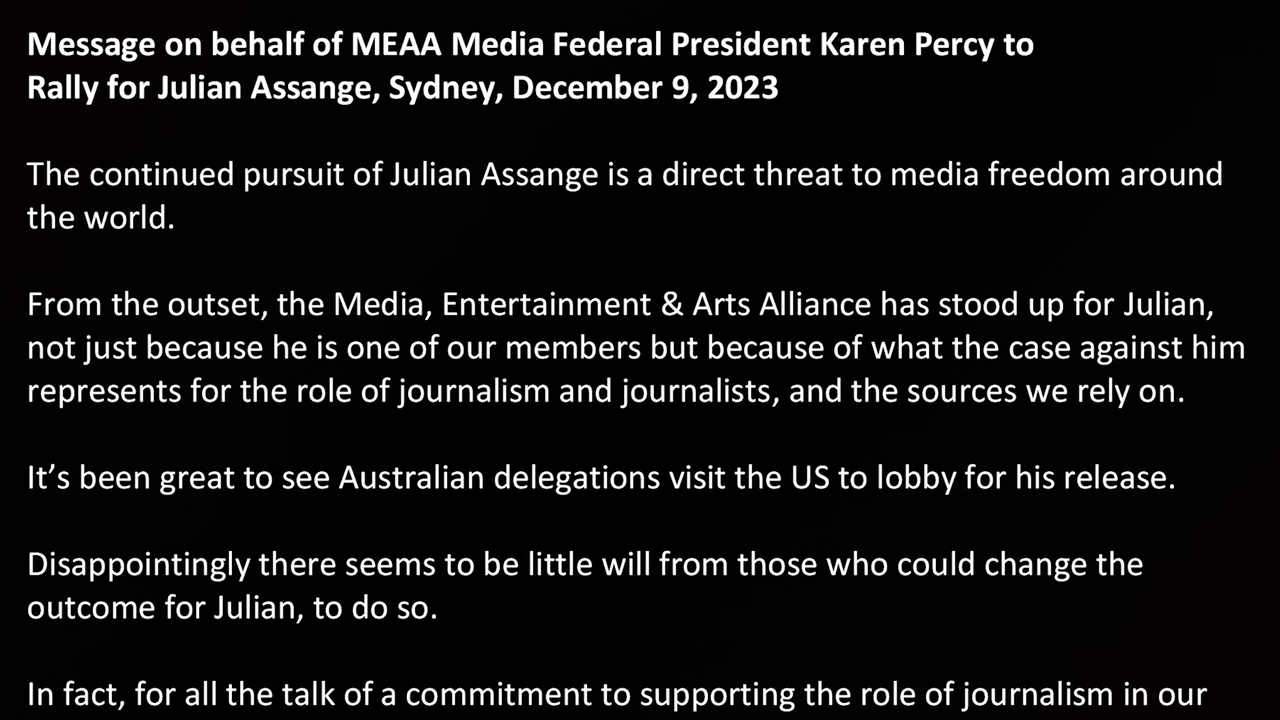 Message on behalf of MEAA Media Federal President Karen Percy to
Rally for Julian Assange, Sydney, December 9, 2023
The continued pursuit of Julian Assange is a direct threat to media freedom around
the world.
From the outset, the Media, Entertainment & Arts Alliance has stood up for Julian,
not just because he is one of our members but because of what the case against him
represents for the role of journalism and journalists, and the sources we rely on.
It’s been great to see Australian delegations visit the US to lobby for his release.
Disappointingly there seems to be little will from those who could change the
outcome for Julian, to do so.
In fact, for all the talk of a commitment to supporting the role of journalism in our